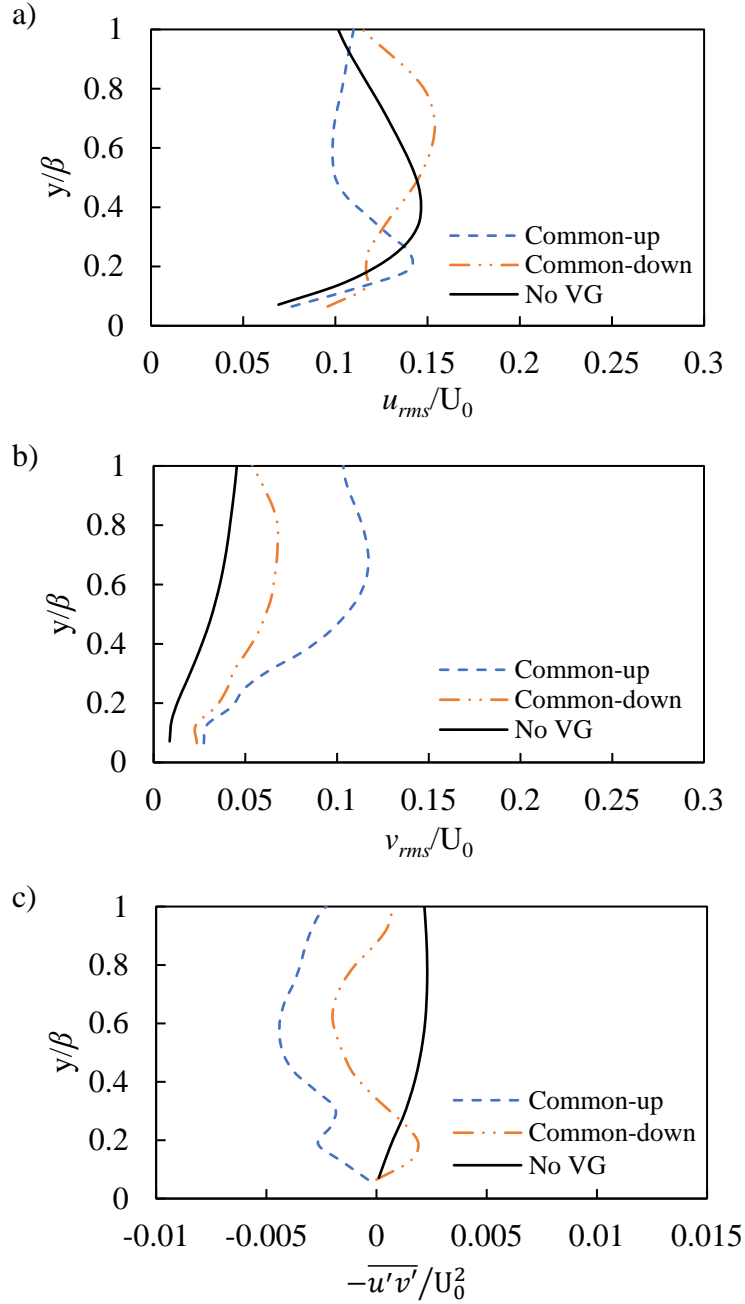 a)
1
0.8
0.6
0.4
0.2
0
y/β
Common-up
Common-down
No VG
0 0.05 0.1 0.15 0.2 0.25 0.3
u_rms/U₀
b)
1
0.8
0.6
0.4
0.2
0
y/β
Common-up
Common-down
No VG
0 0.05 0.1 0.15 0.2 0.25 0.3
v_rms/U₀
c)
1
0.8
0.6
0.4
0.2
0
y/β
Common-up
Common-down
No VG
-0.01 -0.005 0 0.005 0.01 0.015
−u′v′/U₀²